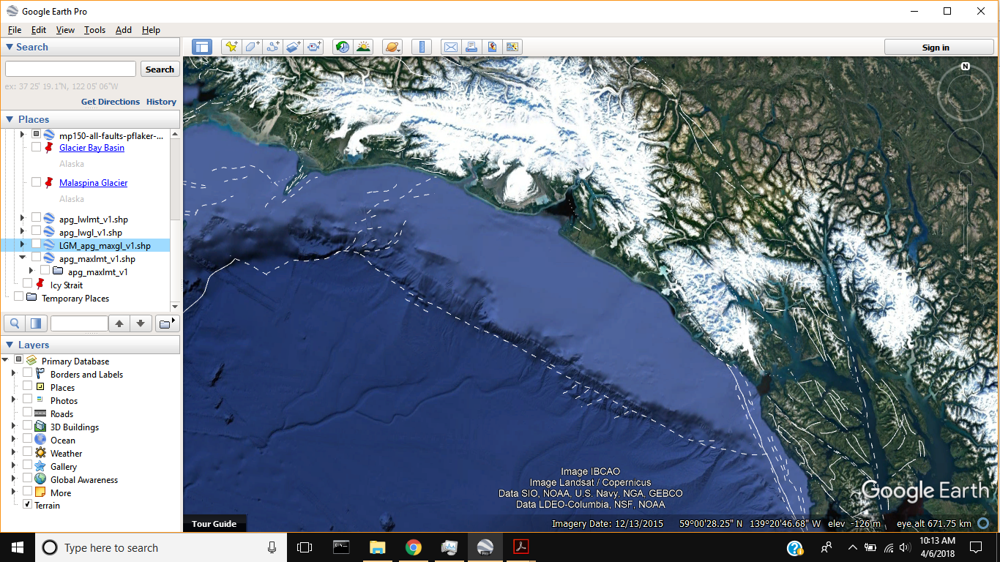 Google Earth Pro
File Edit View Tools Add Help
Search
Sign in
Search
ex: 37 25' 19.1"N, 122 05' 06"W
Get Directions History
Places
mp150-all-faults-pflaker-...
Glacier Bay Basin
Alaska
Malaspina Glacier
Alaska
apg_lwlmt_v1.shp
apg_lwgl_v1.shp
LGM_apg_maxgl_v1.shp
apg_maxlmt_v1.shp
apg_maxlmt_v1
Icy Strait
Temporary Places
Layers
Primary Database
Borders and Labels
Places
Photos
Roads
3D Buildings
Ocean
Weather
Gallery
Global Awareness
More
Terrain
N
Image IBCAO
Image Landsat / Copernicus
Data SIO, NOAA, U.S. Navy, NGA, GEBCO
Data LDEO-Columbia, NSF, NOAA
Google Earth
Tour Guide
Imagery Date: 12/13/2015 59°00'28.25" N 139°20'46.68" W elev -126 m eye alt 671.75 km
Type here to search
Pro
10:13 AM
4/6/2018